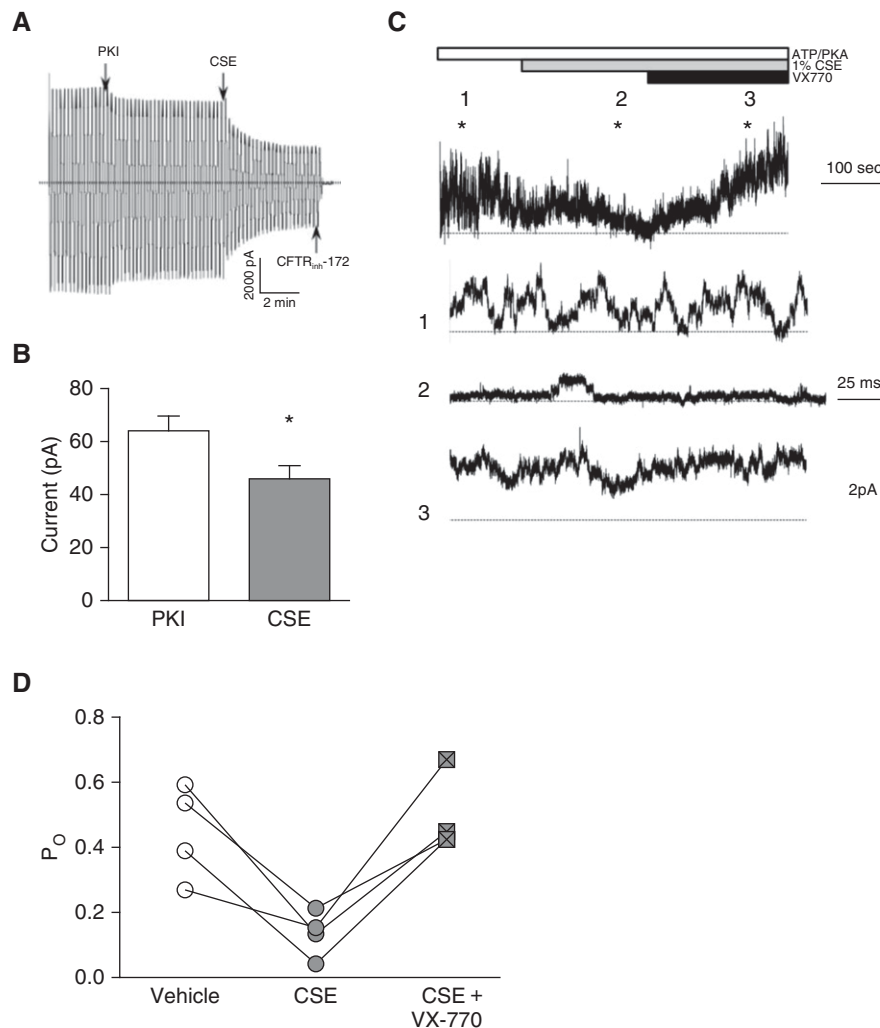 A
PKI
CSE
CFTRinh-172
2000 pA
2 min
B
80
60
40
20
0
Current (pA)
*
PKI
CSE
C
ATP/PKA
1% CSE
VX770
1 2 3
* * *
100 sec
1
2
25 ms
3
2pA
D
0.8
0.6
0.4
0.2
0.0
PO
Vehicle
CSE
CSE +
VX-770